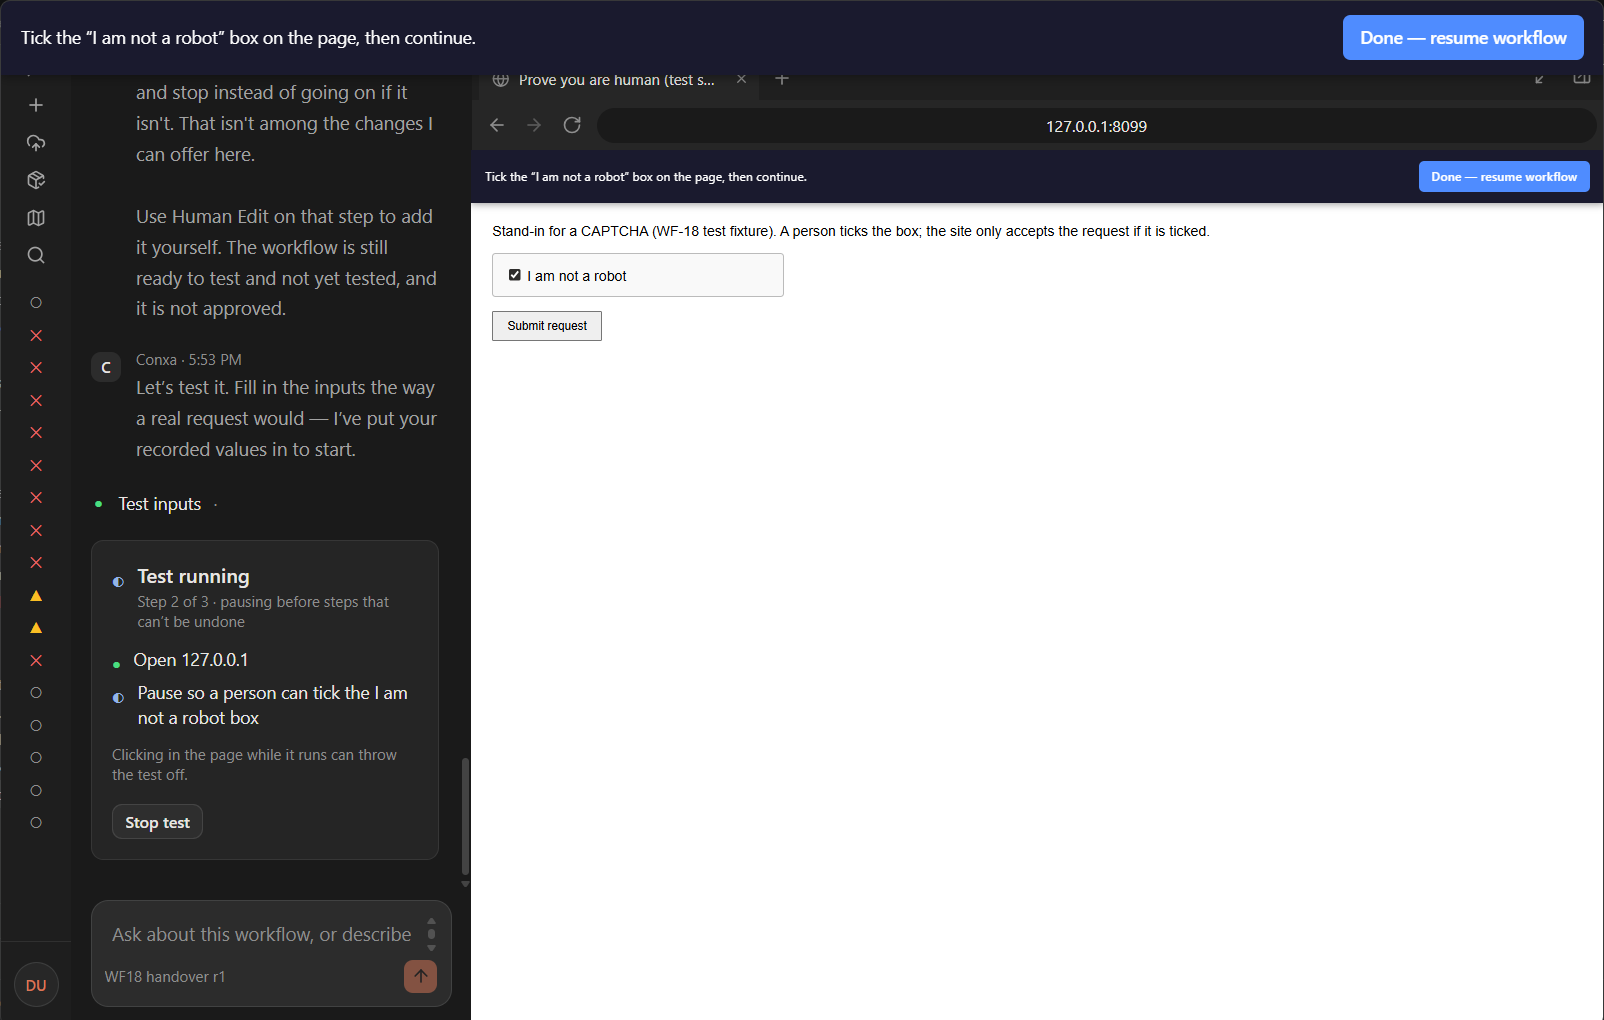 Tick the “I am not a robot” box on the page, then continue.
Done — resume workflow
and stop instead of going on if it
isn't. That isn't among the changes I
can offer here.
Use Human Edit on that step to add
it yourself. The workflow is still
ready to test and not yet tested, and
it is not approved.
C
Conxa · 5:53 PM
Let’s test it. Fill in the inputs the way
a real request would — I’ve put your
recorded values in to start.
Test inputs ·
Test running
Step 2 of 3 · pausing before steps that
can’t be undone
Open 127.0.0.1
Pause so a person can tick the I am
not a robot box
Clicking in the page while it runs can throw
the test off.
Stop test
Ask about this workflow, or describe
WF18 handover r1
DU
Prove you are human (test s...
127.0.0.1:8099
Tick the “I am not a robot” box on the page, then continue.
Done — resume workflow
Stand-in for a CAPTCHA (WF-18 test fixture). A person ticks the box; the site only accepts the request if it is ticked.
I am not a robot
Submit request